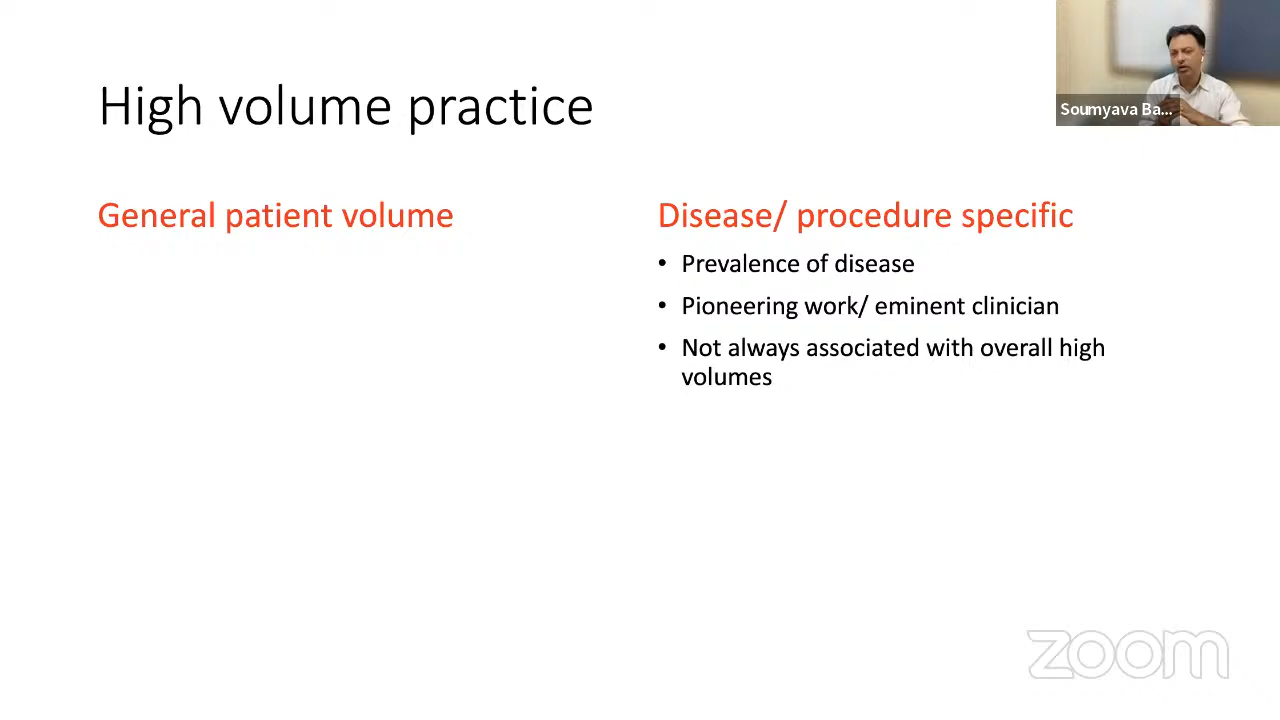 High volume practice
Soumyava Ba...
General patient volume
Disease/ procedure specific
• Prevalence of disease
• Pioneering work/ eminent clinician
• Not always associated with overall high
volumes
zoom